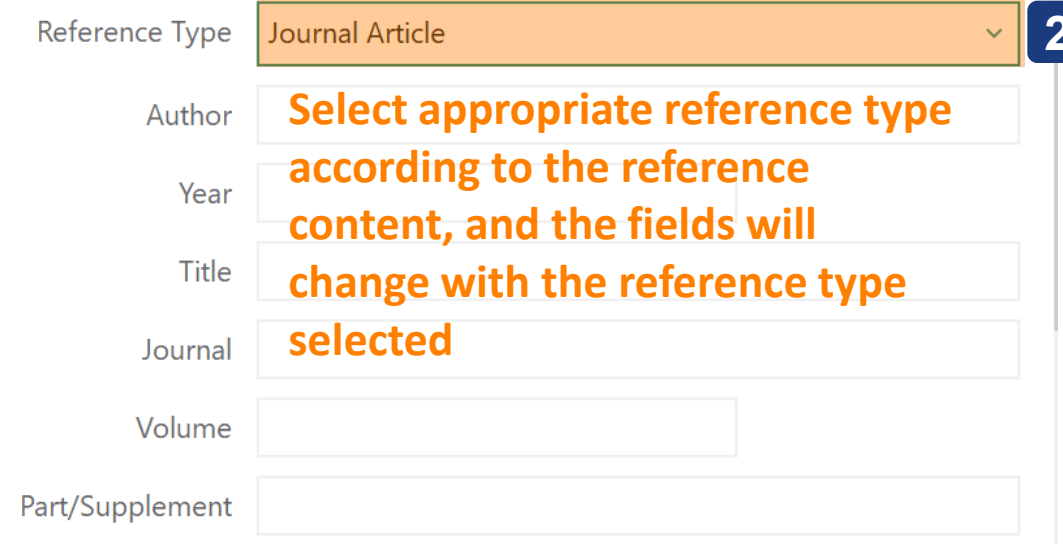 Reference Type Journal Article 2
Author
Select appropriate reference type
according to the reference
Year
content, and the fields will
Title
change with the reference type
Journal
selected
Volume
Part/Supplement